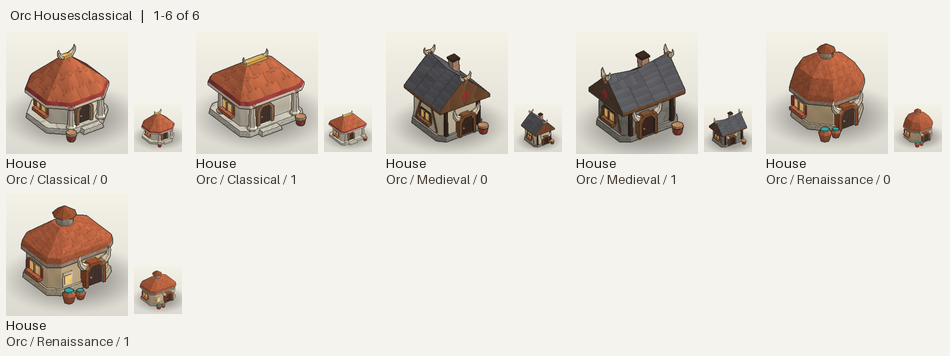 Orc Housesclassical | 1-6 of 6
House
Orc / Classical / 0
House
Orc / Classical / 1
House
Orc / Medieval / 0
House
Orc / Medieval / 1
House
Orc / Renaissance / 0
House
Orc / Renaissance / 1